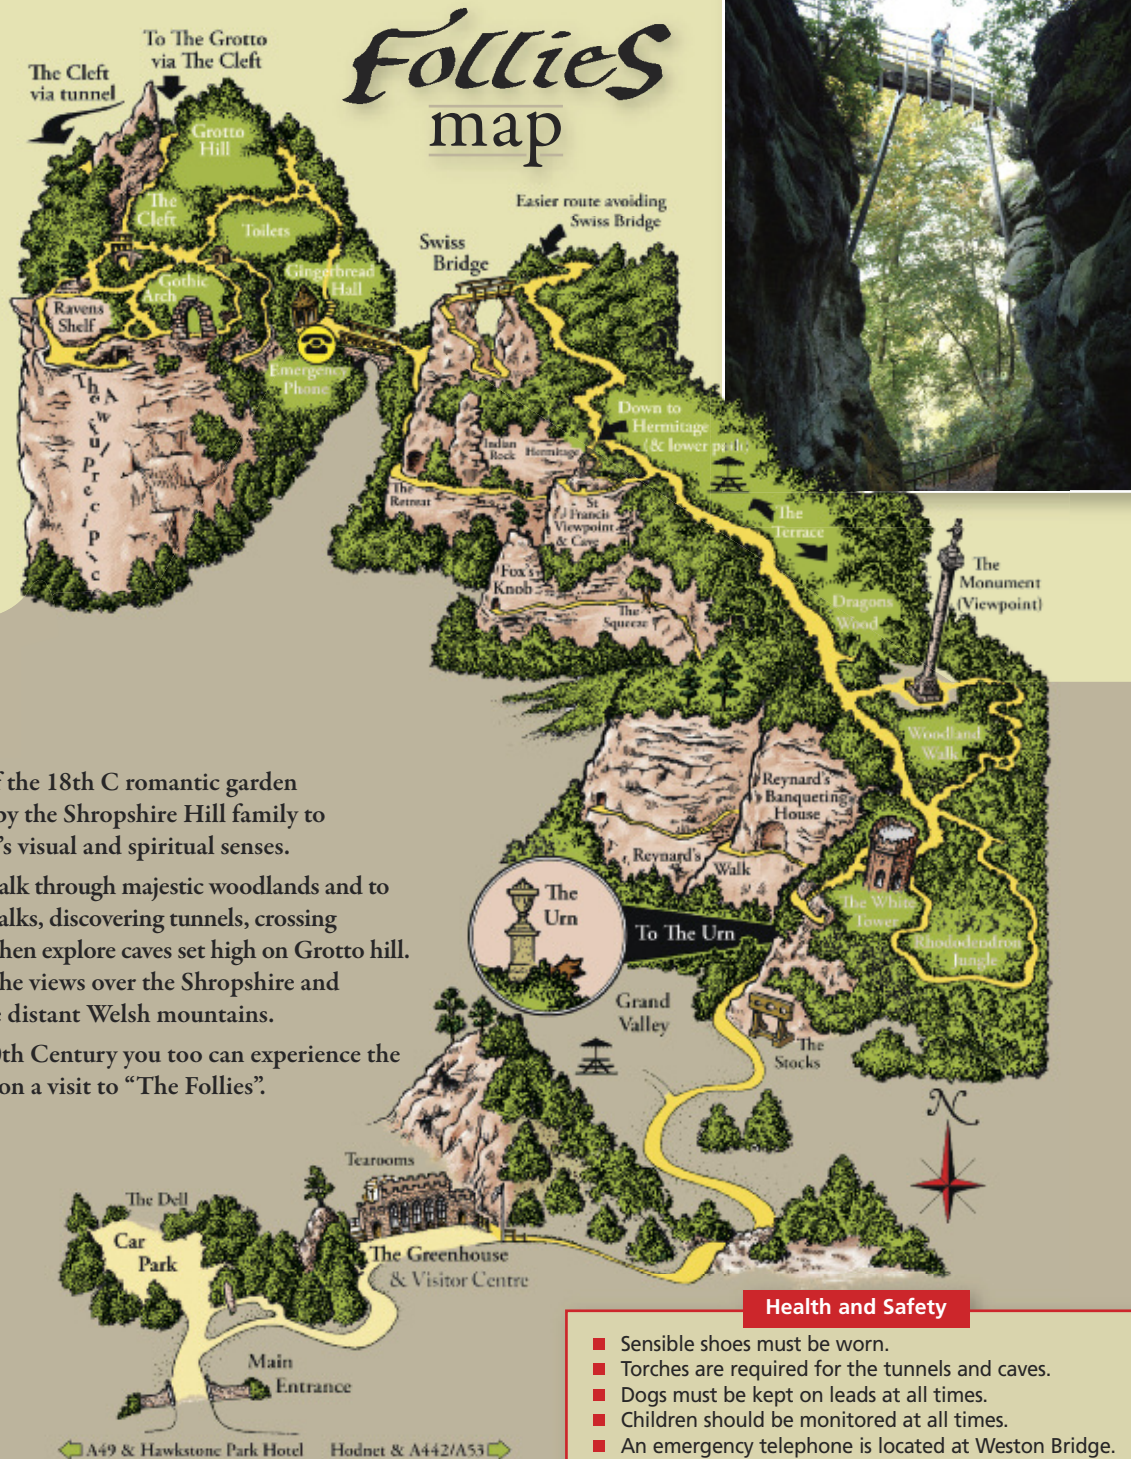 Follies
map
To The Grotto
via The Cleft
The Cleft
via tunnel
Grotto
Hill
The
Cleft
Toilets
Gothic
Arch
Gingerbread
Hall
Ravens
Shelf
Emergency
Phone
The Awful Precipice
Easier route avoiding
Swiss Bridge
Swiss
Bridge
Down to
Hermitage
(& lower path)
Indian
Rock
Hermitage
The
Retreat
St
Francis
Viewpoint
& Cave
Fox's
Knob
The
Squeeze
The
Terrace
Dragons
Wood
The
Monument
(Viewpoint)
Woodland
Walk
Reynard's
Banqueting
House
Reynard's
Walk
The White
Tower
Rhododendron
Jungle
The
Urn
To The Urn
Grand
Valley
The
Stocks
N
f the 18th C romantic garden
by the Shropshire Hill family to
's visual and spiritual senses.
alk through majestic woodlands and to
alks, discovering tunnels, crossing
hen explore caves set high on Grotto hill.
he views over the Shropshire and
e distant Welsh mountains.
0th Century you too can experience the
on a visit to “The Follies”.
Tearooms
The Dell
Car
Park
The Greenhouse
& Visitor Centre
Main
Entrance
A49 & Hawkstone Park Hotel
Hodnet & A442/A53
Health and Safety
Sensible shoes must be worn.
Torches are required for the tunnels and caves.
Dogs must be kept on leads at all times.
Children should be monitored at all times.
An emergency telephone is located at Weston Bridge.